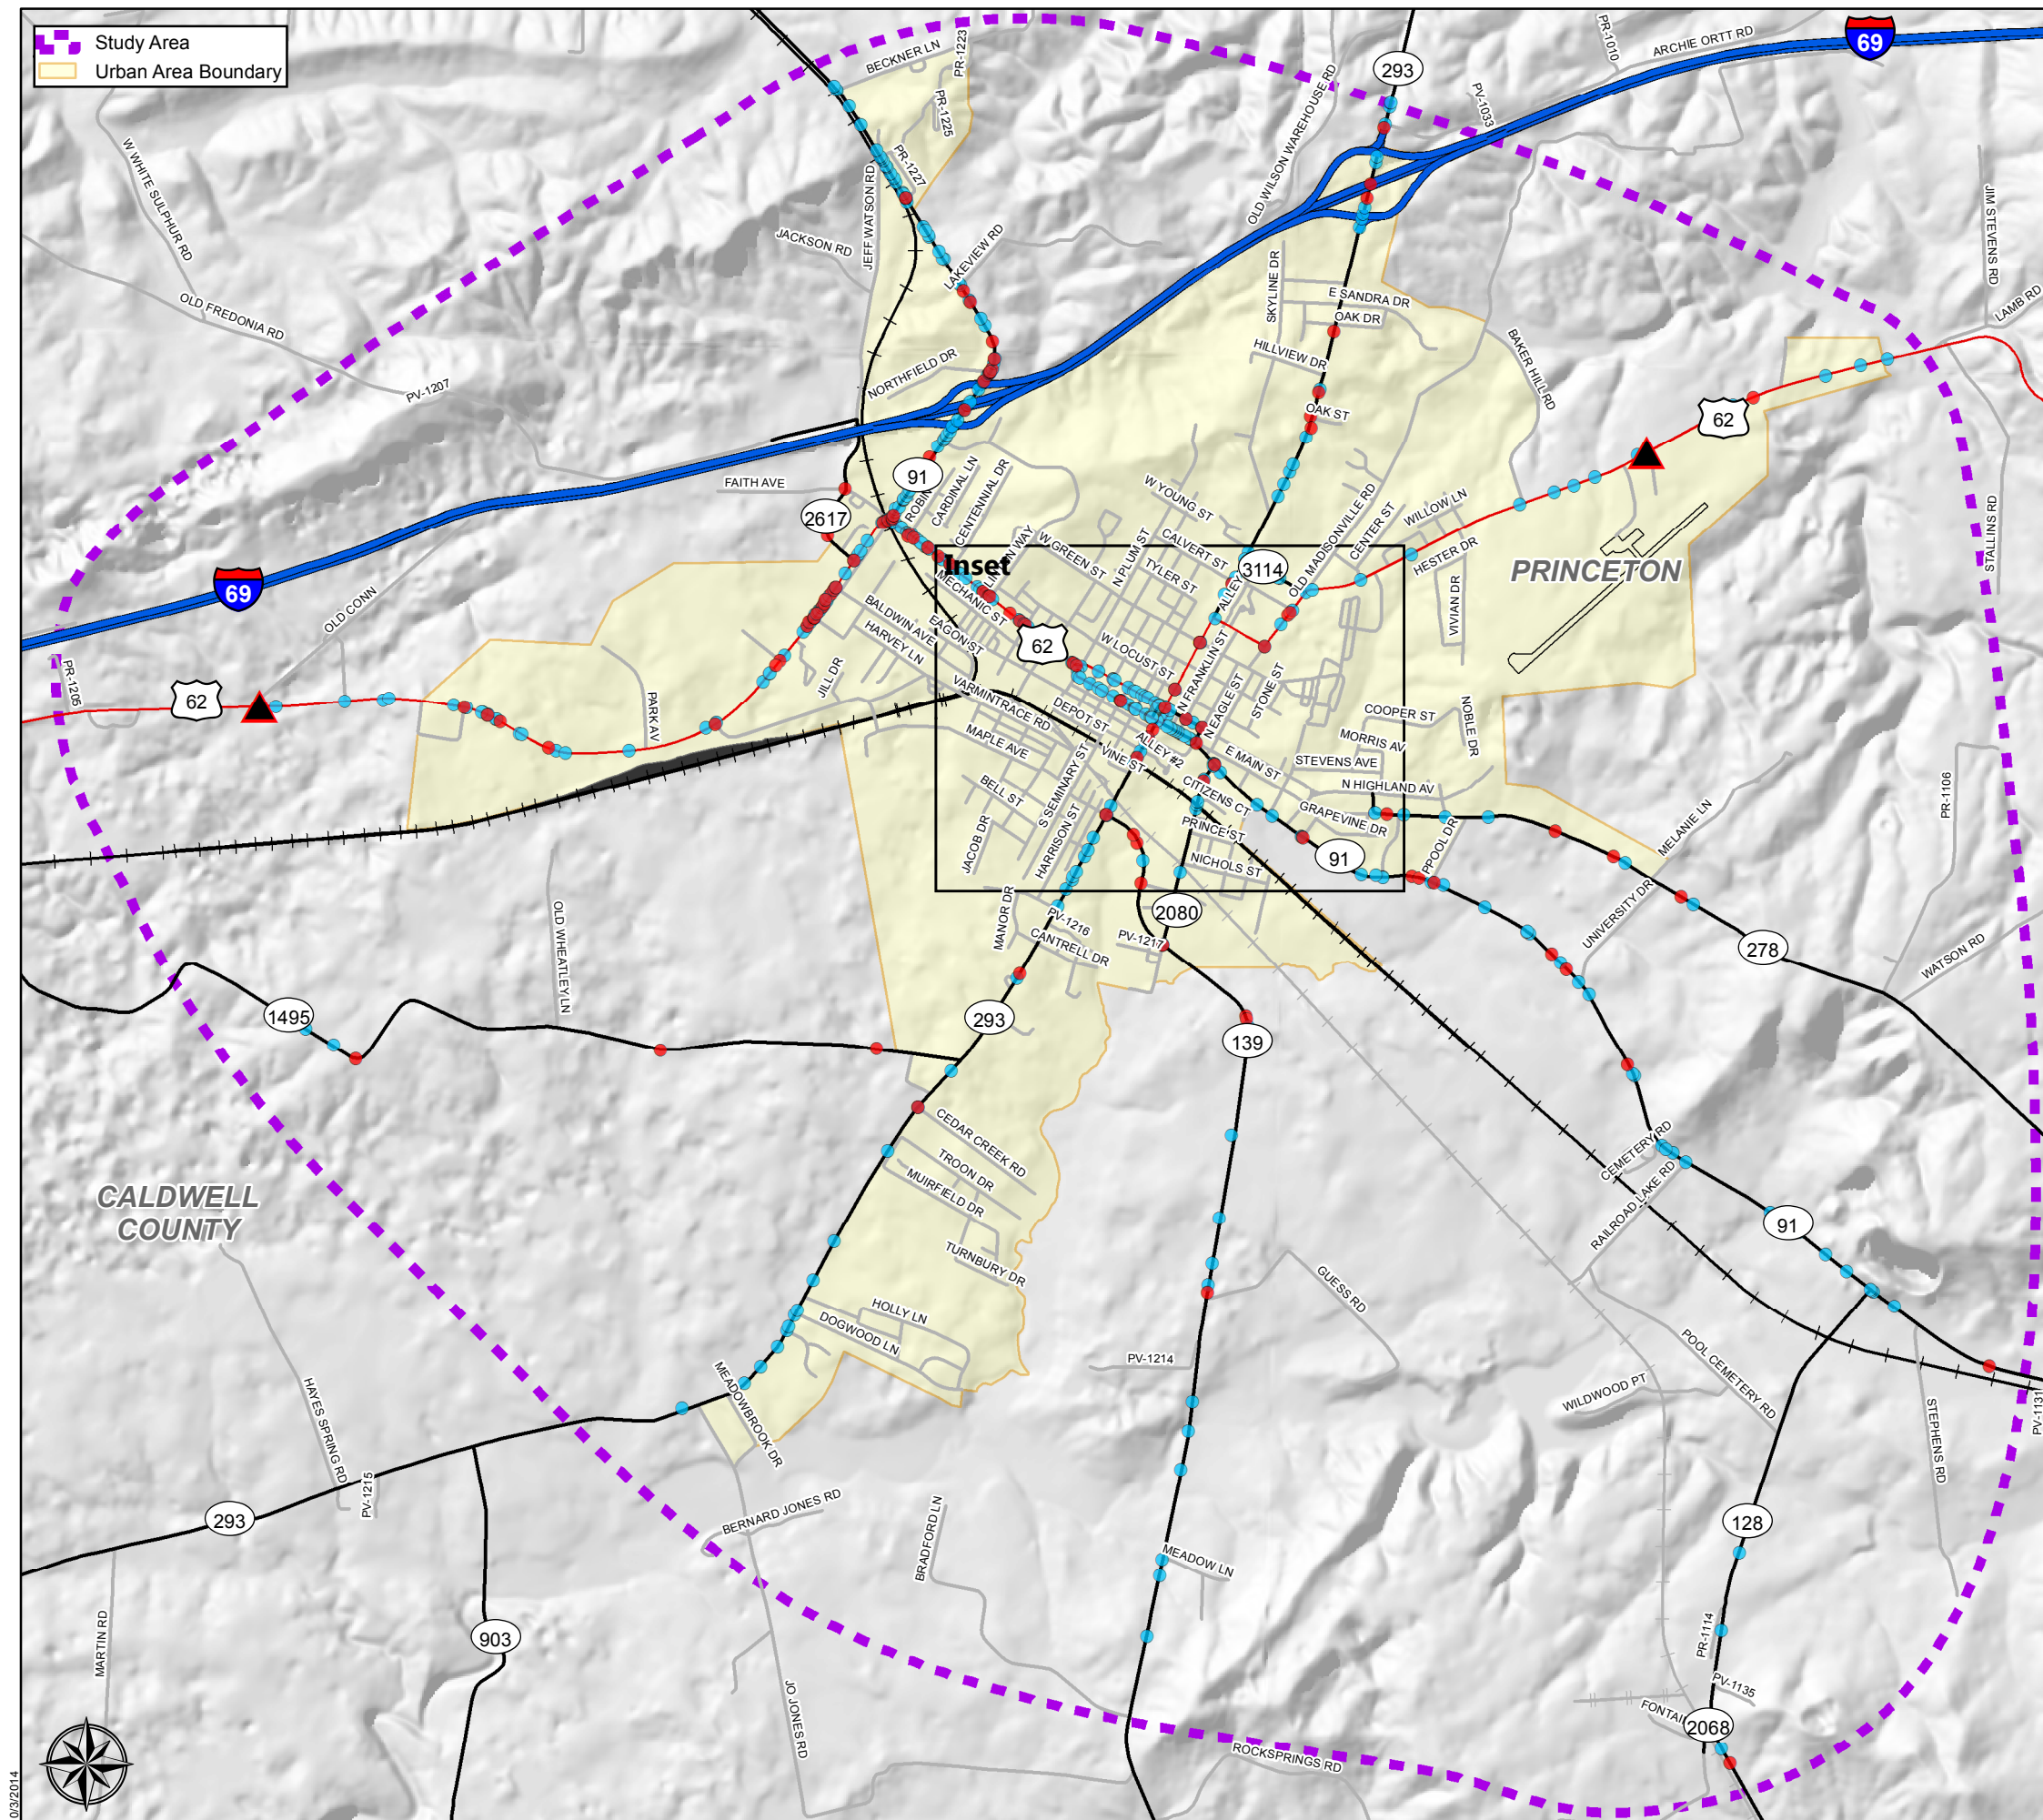 Study Area
Urban Area Boundary
BECKNER LN
PR-1223
PR-1225
PR-1227
293
OLD WILSON WAREHOUSE RD
PV-1033
PR-1010
ARCHIE ORTT RD
69
W WHITE SULPHUR RD
OLD FREDONIA RD
PV-1207
JEFF WATSON RD
JACKSON RD
LAKEVIEW RD
NORTHFIELD DR
SKYLINE DR
E SANDRA DR
OAK DR
HILLVIEW DR
OAK ST
BAKER HILL RD
JIM STEVENS RD
LAMB RD
62
STALLINS RD
FAITH AVE
91
2617
CARDINAL LN
CENTENNIAL DR
W YOUNG ST
OLD MADISONVILLE RD
CENTER ST
WILLOW LN
HESTER DR
VIVIAN DR
PRINCETON
69
OLD CONN
PR-1205
62
PARK AV
JILL DR
Inset
W GREEN ST
N PLUM ST
CALVERT ST
TYLER ST
ALLEY
3114
MECHANIC ST
BALDWIN AVE
HARVEY LN
EAGON ST
62
W LOCUST ST
N FRANKLIN ST
N EAGLE ST
STONE ST
VARMINTRACE RD
DEPOT ST
MAPLE AVE
VINE ST
ALLEY #2
E MAIN ST
CITIZENS CT
BELL ST
S SEMINARY ST
JACOB DR
HARRISON ST
PRINCE ST
NICHOLS ST
GRAPEVINE DR
COOPER ST
MORRIS AV
STEVENS AVE
N HIGHLAND AV
NOBLE DR
91
MELANIE LN
PR-1106
UNIVERSITY DR
278
WATSON RD
OLD WHEATLEY LN
MANOR DR
PV-1216
CANTRELL DR
2080
PV-1217
1495
293
139
CEDAR CREEK RD
TROON DR
MUIRFIELD DR
TURNBURY DR
HOLLY LN
DOGWOOD LN
MEADOWBROOK DR
CALDWELL
COUNTY
HAYES SPRING RD
PV-1215
293
MARTIN RD
903
BERNARD JONES RD
BRADFORD LN
JO JONES RD
PV-1214
GUESS RD
MEADOW LN
ROCKSPRINGS RD
CEMETERY RD
RAILROAD LAKE RD
91
POOL CEMETERY RD
WILDWOOD PT
STEPHENS RD
PV-1131
128
PR-1114
PV-1135
2068
0/3/2014